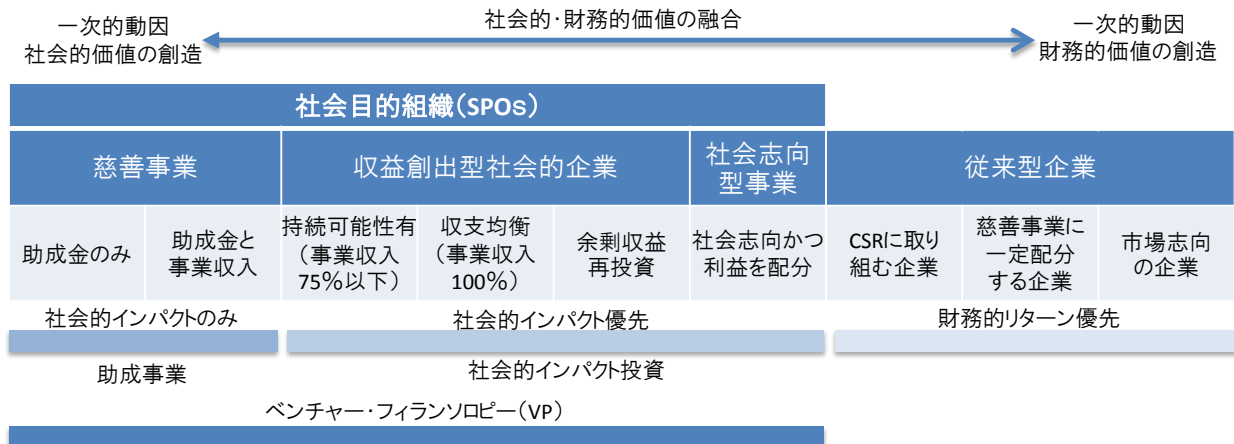 一次的動因
社会的価値の創造
社会的・財務的価値の融合
一次的動因
財務的価値の創造
社会目的組織(SPOs)
慈善事業
収益創出型社会的企業
社会志向
型事業
従来型企業
助成金のみ
助成金と
事業収入
持続可能性有
(事業収入
75%以下)
収支均衡
(事業収入
100%)
余剰収益
再投資
社会志向かつ
利益を配分
CSRに取り
組む企業
慈善事業に
一定配分
する企業
市場志向
の企業
社会的インパクトのみ
社会的インパクト優先
財務的リターン優先
助成事業
社会的インパクト投資
ベンチャー・フィランソロピー(VP)